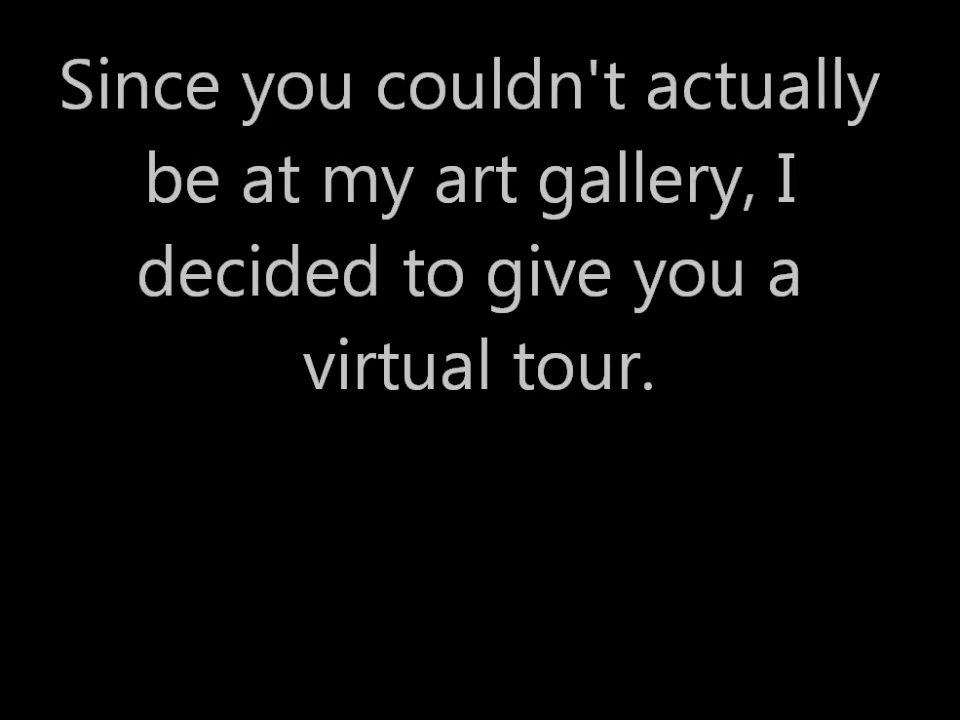 Since you couldn't actually
be at my art gallery, I
decided to give you a
virtual tour.